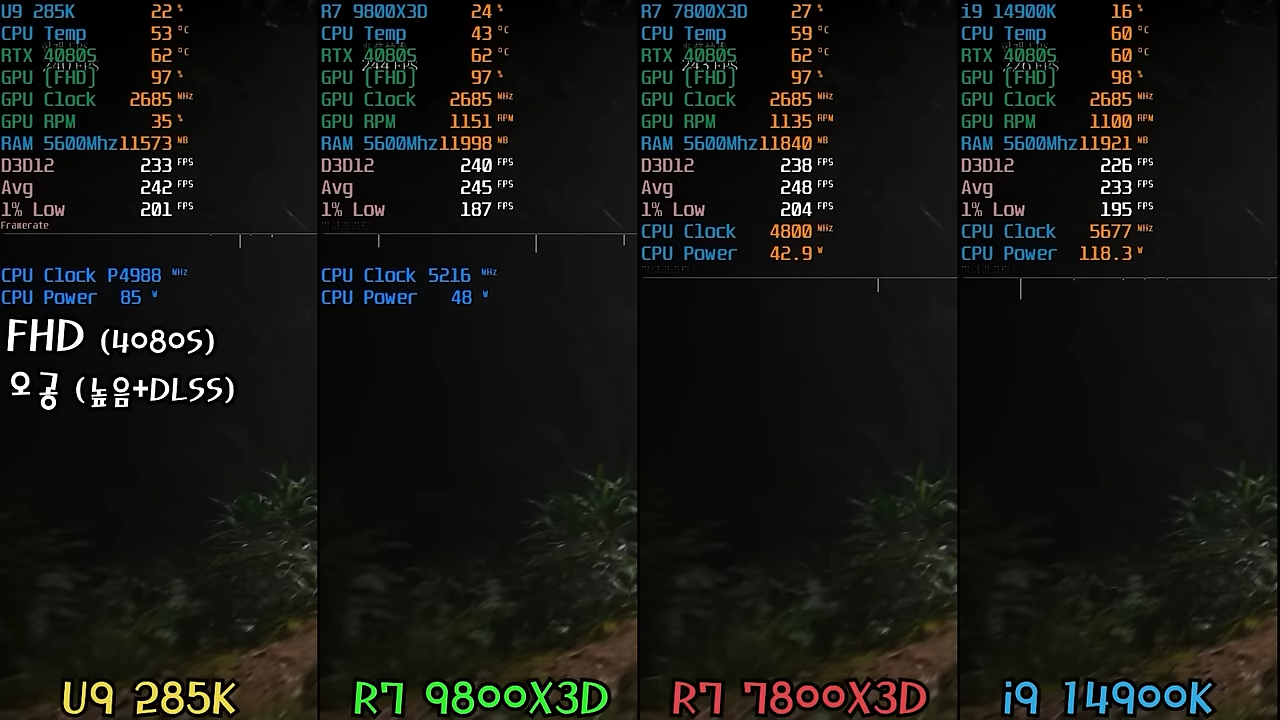 U9 285K 22 %
CPU Temp 53 °C
RTX 4080S 62 °C
GPU (FHD) 97 %
GPU Clock 2685 MHz
GPU RPM 35 %
RAM 5600Mhz 11573 MB
D3D12 233 FPS
Avg 242 FPS
1% Low 201 FPS
Framerate
CPU Clock P4988 MHz
CPU Power 85 W
FHD (4080S)
오공 (높음+DLSS)
U9 285K
R7 9800X3D 24 %
CPU Temp 43 °C
RTX 4080S 62 °C
GPU (FHD) 97 %
GPU Clock 2685 MHz
GPU RPM 1151 RPM
RAM 5600Mhz 11998 MB
D3D12 240 FPS
Avg 245 FPS
1% Low 187 FPS
CPU Clock 5216 MHz
CPU Power 48 W
R7 9800X3D
R7 7800X3D 27 %
CPU Temp 59 °C
RTX 4080S 62 °C
GPU (FHD) 97 %
GPU Clock 2685 MHz
GPU RPM 1135 RPM
RAM 5600Mhz 11840 MB
D3D12 238 FPS
Avg 248 FPS
1% Low 204 FPS
CPU Clock 4800 MHz
CPU Power 42.9 W
R7 7800X3D
i9 14900K 16 %
CPU Temp 60 °C
RTX 4080S 60 °C
GPU (FHD) 98 %
GPU Clock 2685 MHz
GPU RPM 1100 RPM
RAM 5600Mhz 11921 MB
D3D12 226 FPS
Avg 233 FPS
1% Low 195 FPS
CPU Clock 5677 MHz
CPU Power 118.3 W
i9 14900K